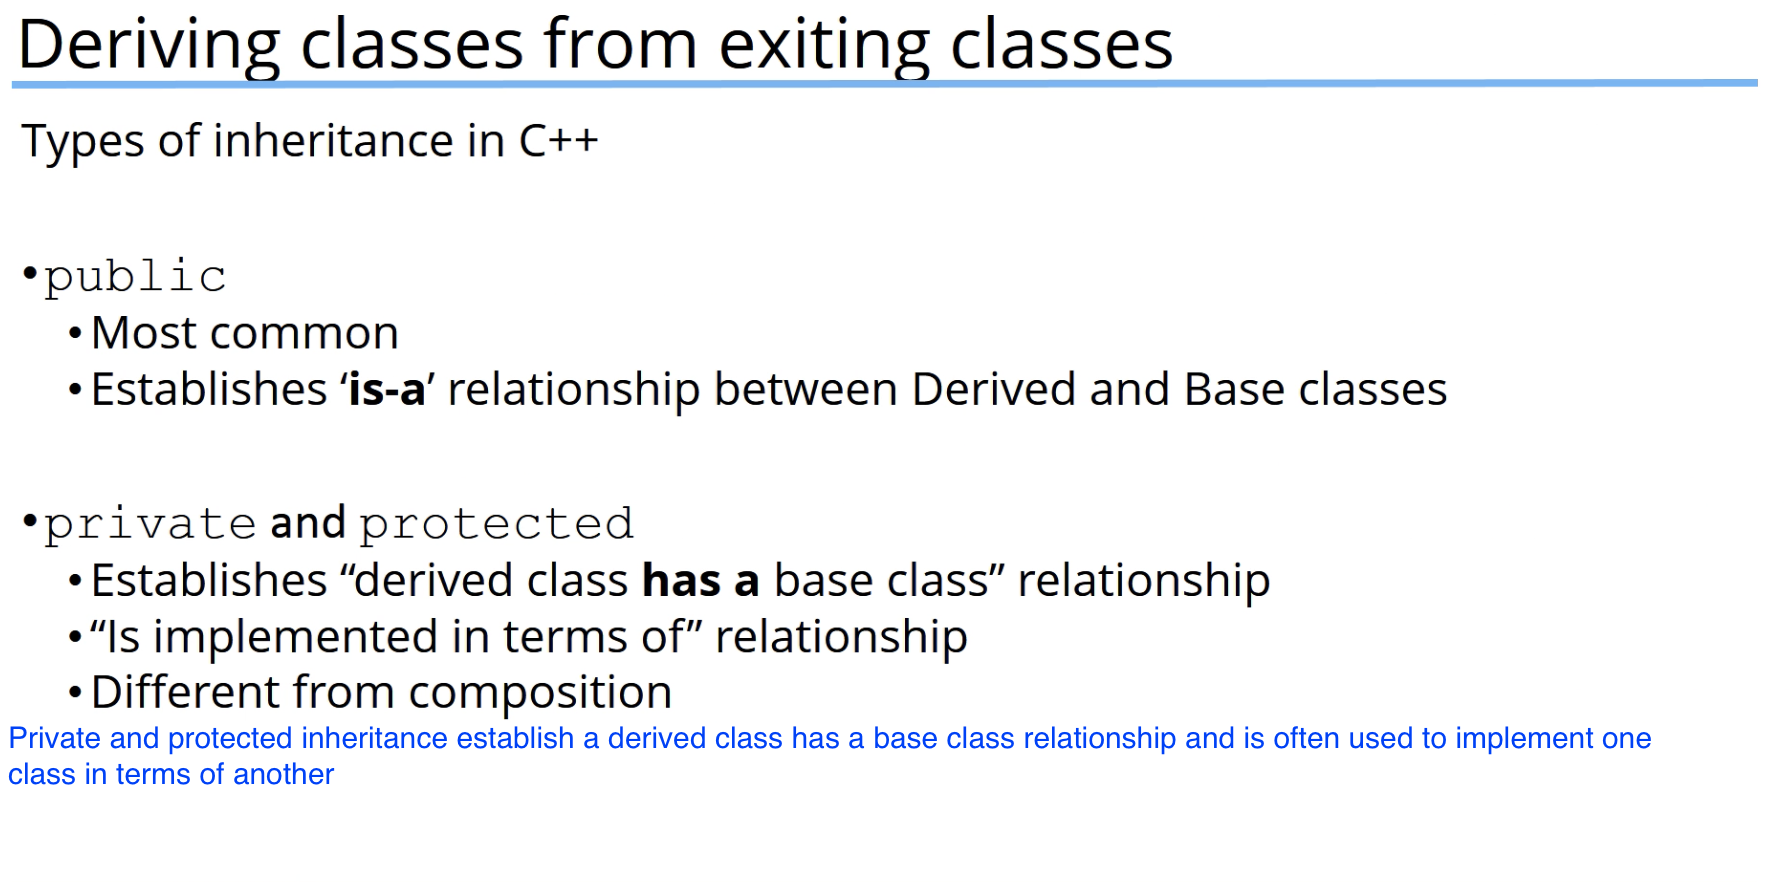 Deriving classes from exiting classes
Types of inheritance in C++
•public
•Most common
•Establishes ‘is-a’ relationship between Derived and Base classes
•private and protected
•Establishes “derived class has a base class” relationship
•“Is implemented in terms of” relationship
•Different from composition
Private and protected inheritance establish a derived class has a base class relationship and is often used to implement one
class in terms of another